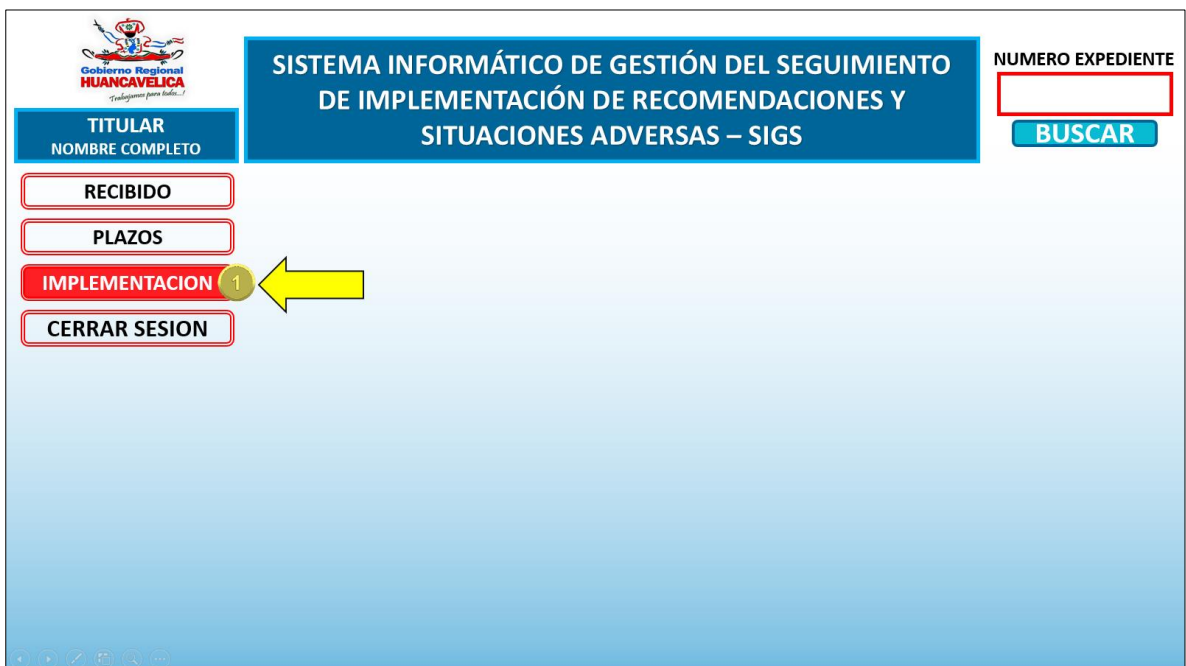 Gobierno Regional
HUANCAVELICA
Trabajamos para todos...!
TITULAR
NOMBRE COMPLETO
SISTEMA INFORMÁTICO DE GESTIÓN DEL SEGUIMIENTO
DE IMPLEMENTACIÓN DE RECOMENDACIONES Y
SITUACIONES ADVERSAS – SIGS
NUMERO EXPEDIENTE
BUSCAR
RECIBIDO
PLAZOS
IMPLEMENTACION 1
CERRAR SESION